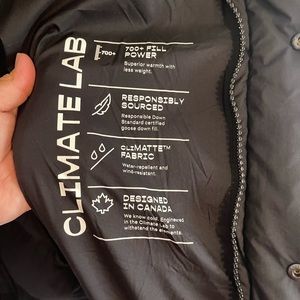 CLIMATE LAB
700+
700+ FILL
POWER
Superior warmth with
less weight.
RESPONSIBLY
SOURCED
Responsible Down
Standard certified
goose down fill.
cliMATTE™
FABRIC
Water-repellent and
wind-resistant.
DESIGNED
IN CANADA
We know cold. Engineered
in the Climate Lab to
withstand the elements.